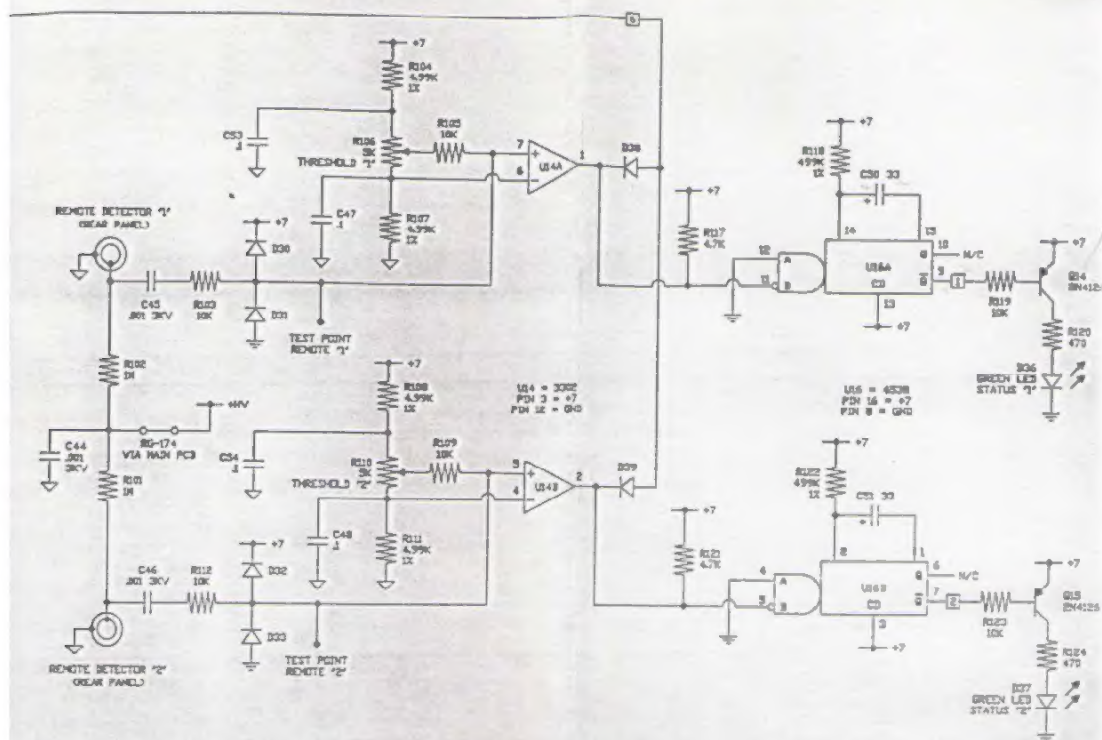 6
+7
R104
4.99K
1%
C53
.1
R105
10K
R106
5K
THRESHOLD
"1"
7
6
U14A
1
D38
+7
R118
499K
1%
C50 33
+
14
15
REMOTE DETECTOR "1"
(REAR PANEL)
+7
D30
C47
.1
R107
4.99K
1%
+7
R117
4.7K
12
11
A
B
U16A
CD
13
+7
10
Q
N/C
9
Q
1
R119
10K
+7
Q14
2N4126
C45
.001 3KV
R103
10K
D31
TEST POINT
REMOTE "1"
R120
470
D36
GREEN LED
STATUS "1"
R102
1M
+HV
RG-174
VIA MAIN PCB
C44
.001
3KV
R101
1M
+7
R108
4.99K
1%
U14 = 3302
PIN 3 = +7
PIN 12 = GND
U16 = 4538
PIN 16 = +7
PIN 8 = GND
C54
.1
R109
10K
R110
5K
THRESHOLD
"2"
5
4
U14B
2
D39
+7
R122
499K
1%
C51 33
+
2
1
+7
D32
C48
.1
R111
4.99K
1%
+7
R121
4.7K
4
5
A
B
U16B
CD
3
+7
6
Q
N/C
7
Q
2
R123
10K
+7
Q15
2N4126
C46
.001 3KV
R112
10K
D33
TEST POINT
REMOTE "2"
R124
470
D37
GREEN LED
STATUS "2"
REMOTE DETECTOR "2"
(REAR PANEL)